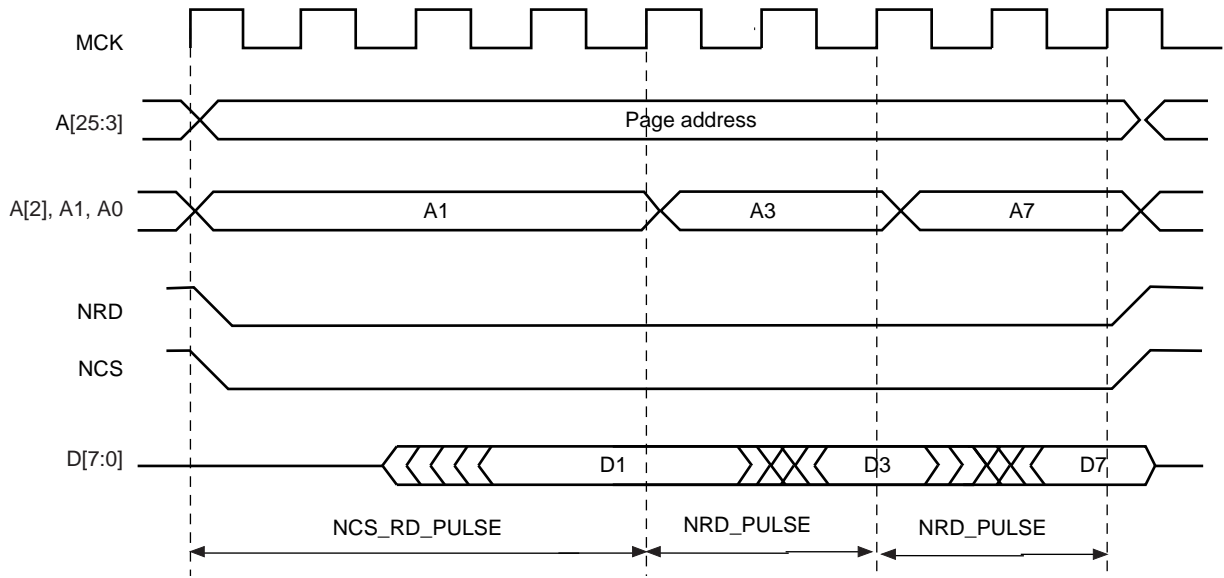 MCK
A[25:3]
Page address
A[2], A1, A0
A1
A3
A7
NRD
NCS
D[7:0]
D1
D3
D7
NCS_RD_PULSE
NRD_PULSE
NRD_PULSE